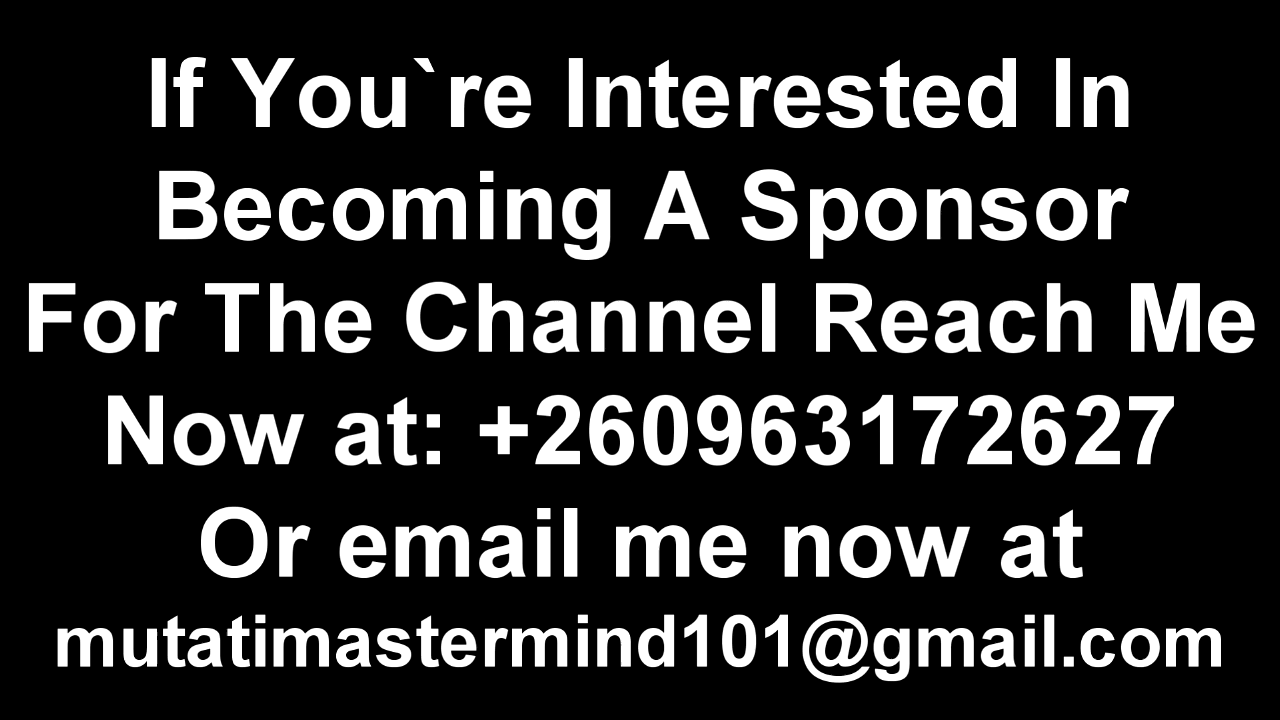 If You`re Interested In
Becoming A Sponsor
For The Channel Reach Me
Now at: +260963172627
Or email me now at
mutatimastermind101@gmail.com